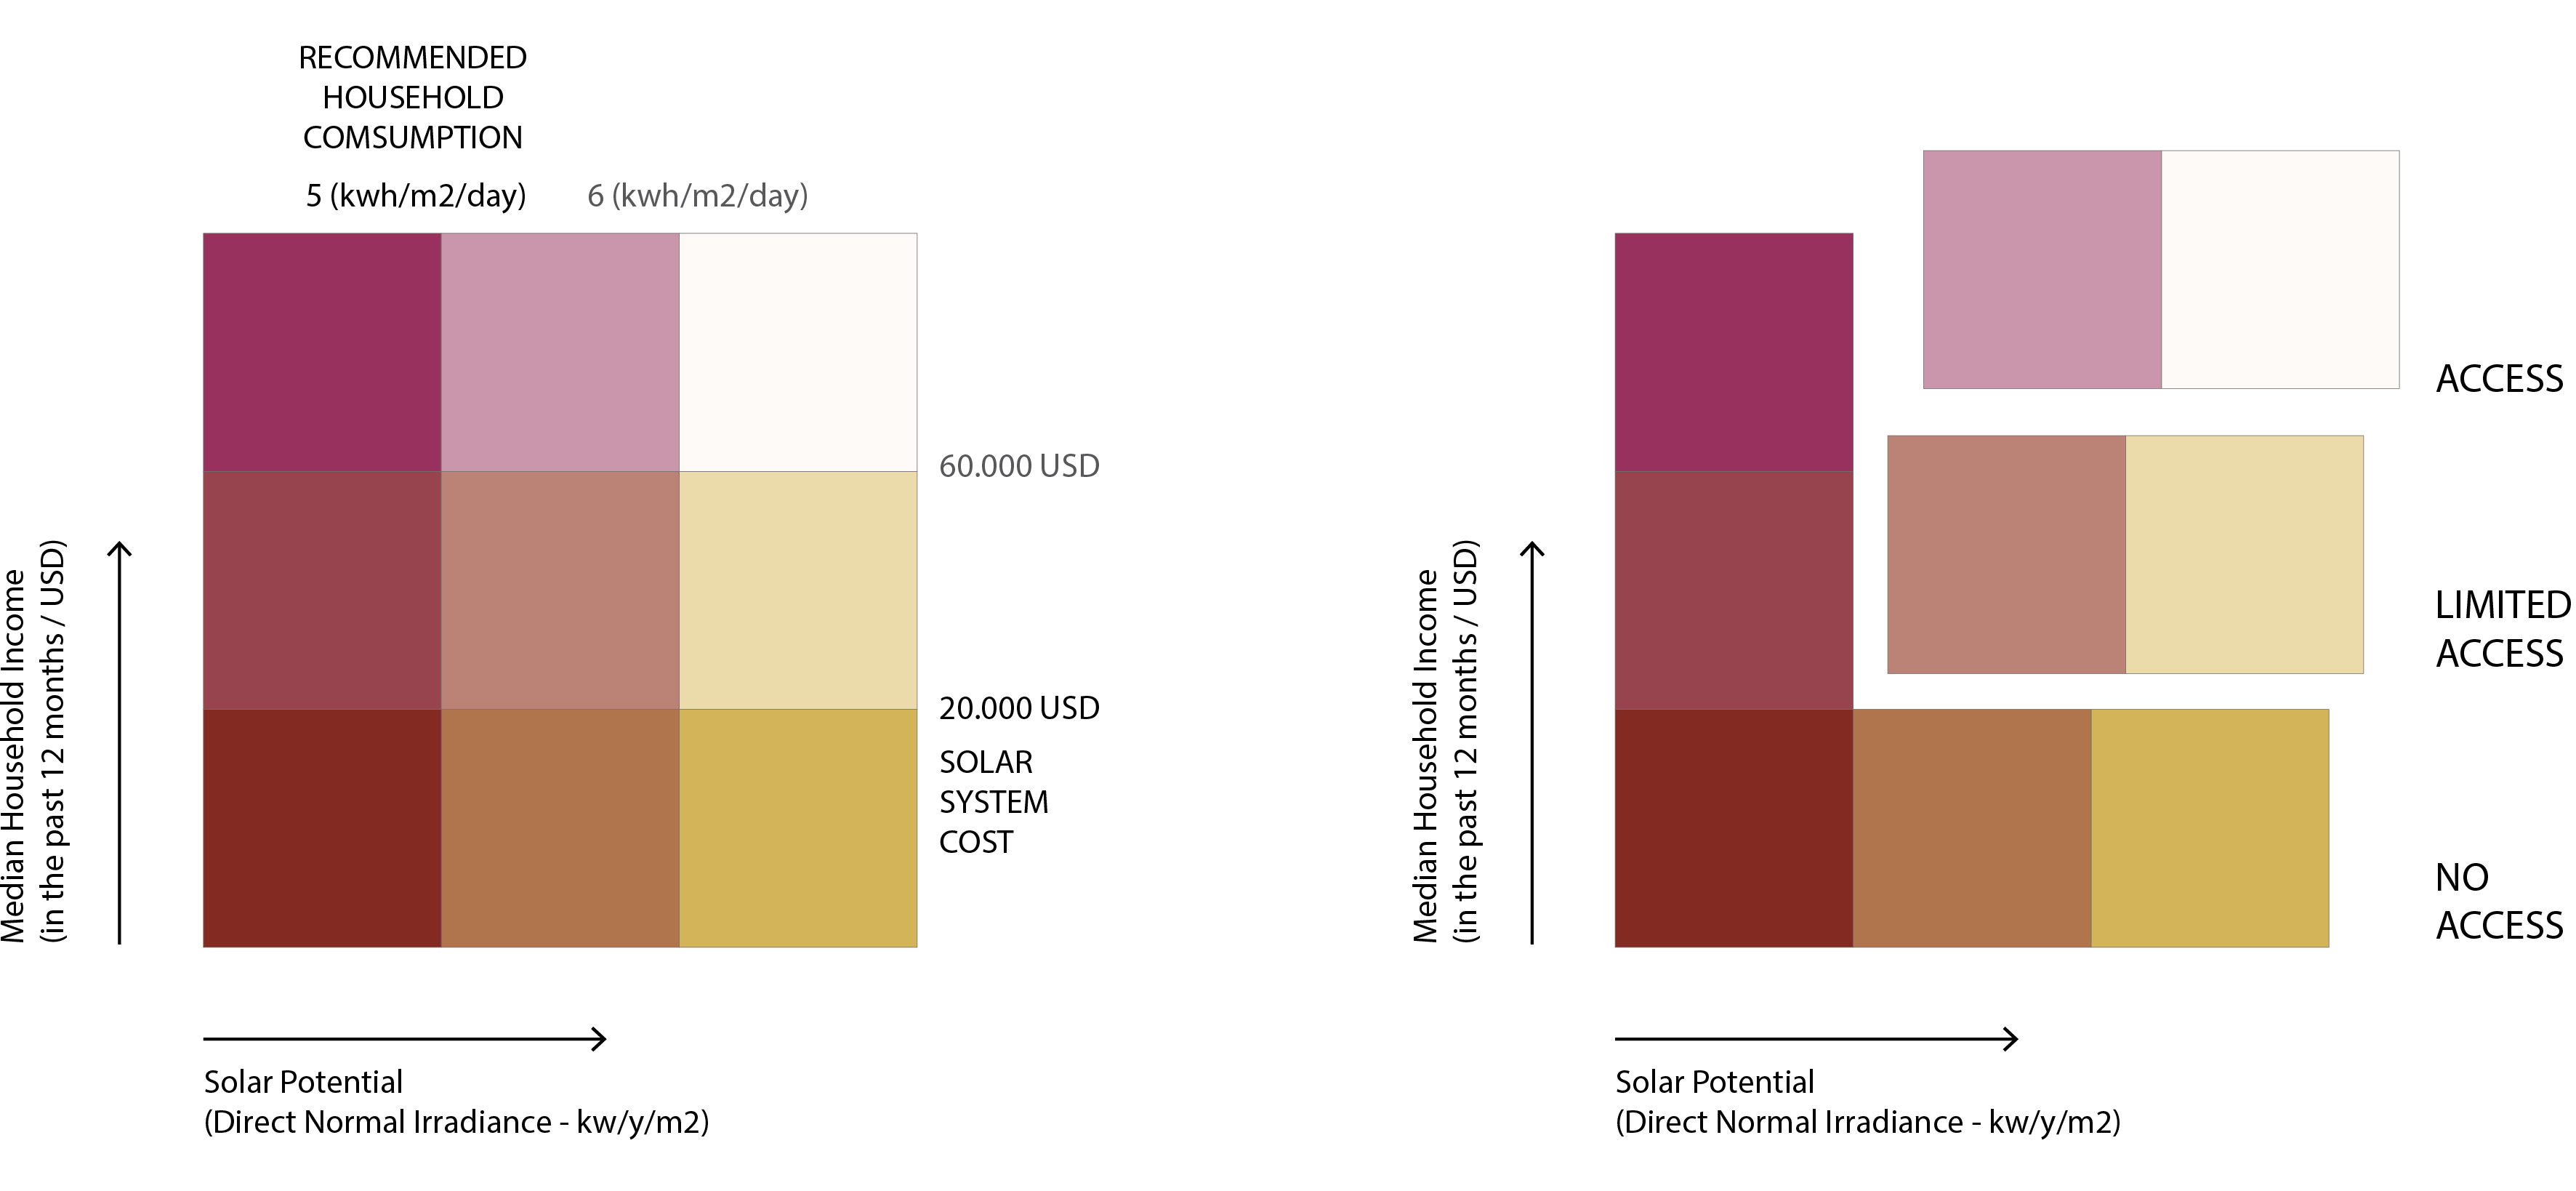 RECOMMENDED
HOUSEHOLD
COMSUMPTION
5 (kwh/m2/day)
6 (kwh/m2/day)
60.000 USD
20.000 USD
SOLAR
SYSTEM
COST
Median Household Income
(in the past 12 months / USD)
Solar Potential
(Direct Normal Irradiance - kw/y/m2)
ACCESS
LIMITED
ACCESS
NO
ACCESS
Median Household Income
(in the past 12 months / USD)
Solar Potential
(Direct Normal Irradiance - kw/y/m2)